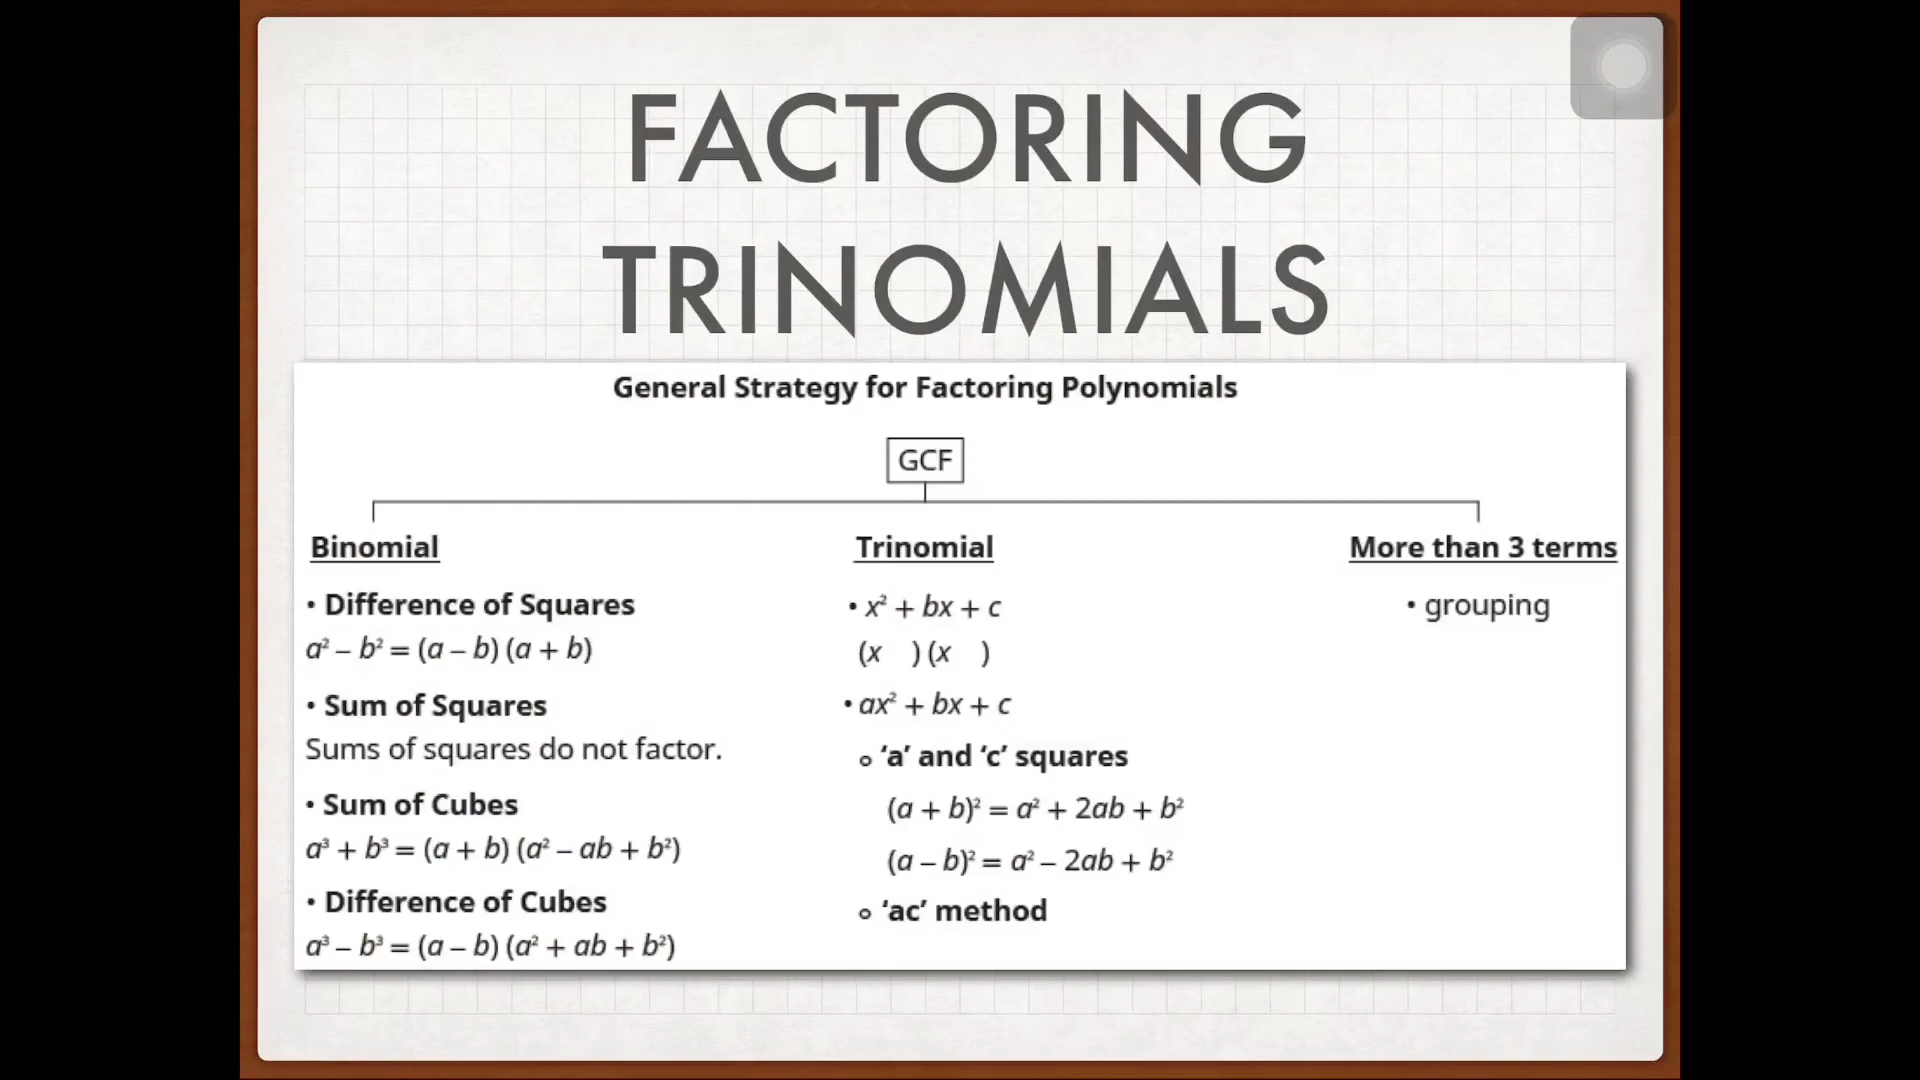 FACTORING
TRINOMIALS
General Strategy for Factoring Polynomials
GCF
Binomial
• Difference of Squares
a² – b² = (a – b) (a + b)
• Sum of Squares
Sums of squares do not factor.
• Sum of Cubes
a³ + b³ = (a + b) (a² – ab + b²)
• Difference of Cubes
a³ – b³ = (a – b) (a² + ab + b²)
Trinomial
• x² + bx + c
(x   ) (x   )
• ax² + bx + c
∘ ‘a’ and ‘c’ squares
(a + b)² = a² + 2ab + b²
(a – b)² = a² – 2ab + b²
∘ ‘ac’ method
More than 3 terms
• grouping